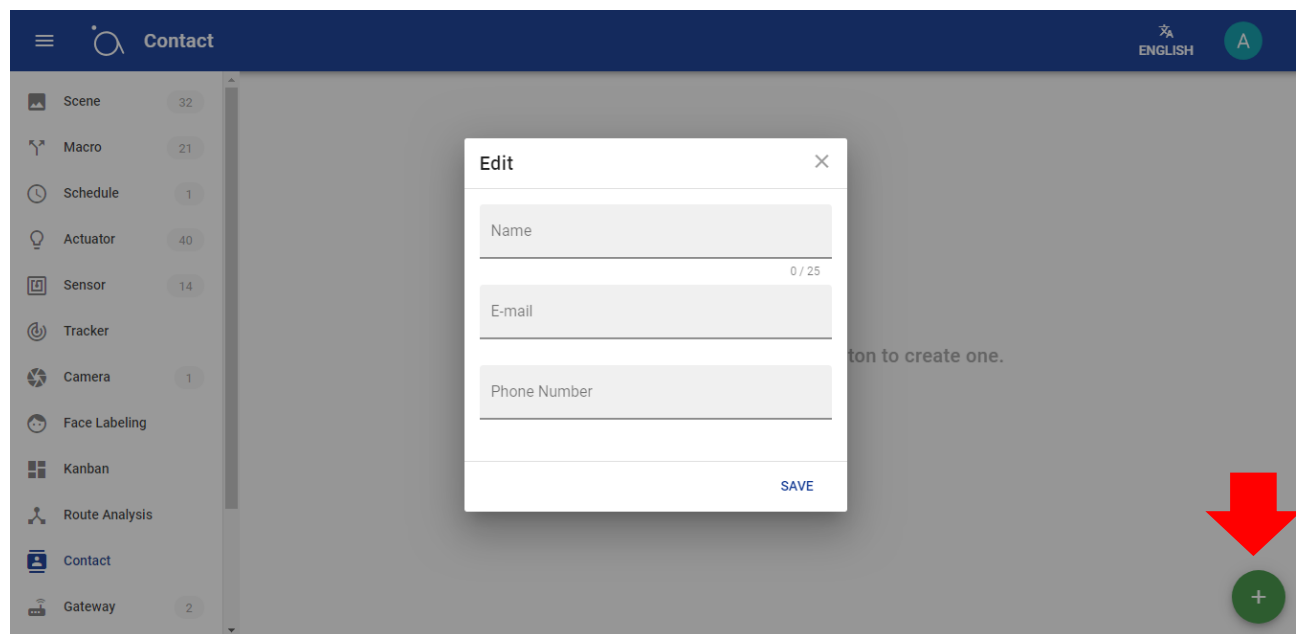 Contact
ENGLISH
A
Scene 32
Macro 21
Schedule 1
Actuator 40
Sensor 14
Tracker
Camera 1
Face Labeling
Kanban
Route Analysis
Contact
Gateway 2
Edit
Name
0 / 25
E-mail
Phone Number
SAVE
ton to create one.